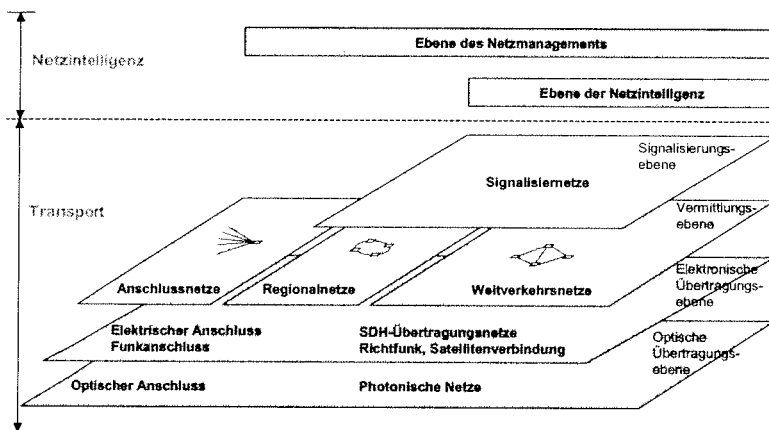 Ebene des Netzmanagements
Netzintelligenz
Ebene der Netzintelligenz
Signalisierungs-
ebene
Signalisiernetze
Transport
Vermittlungs-
ebene
Anschlussnetze
Regionalnetze
Weitverkehrsnetze
Elektronische
Übertragungs-
ebene
Elektrischer Anschluss
Funkanschluss
SDH-Übertragungsnetze
Richtfunk, Satellitenverbindung
Optische
Übertragungs-
ebene
Optischer Anschluss
Photonische Netze